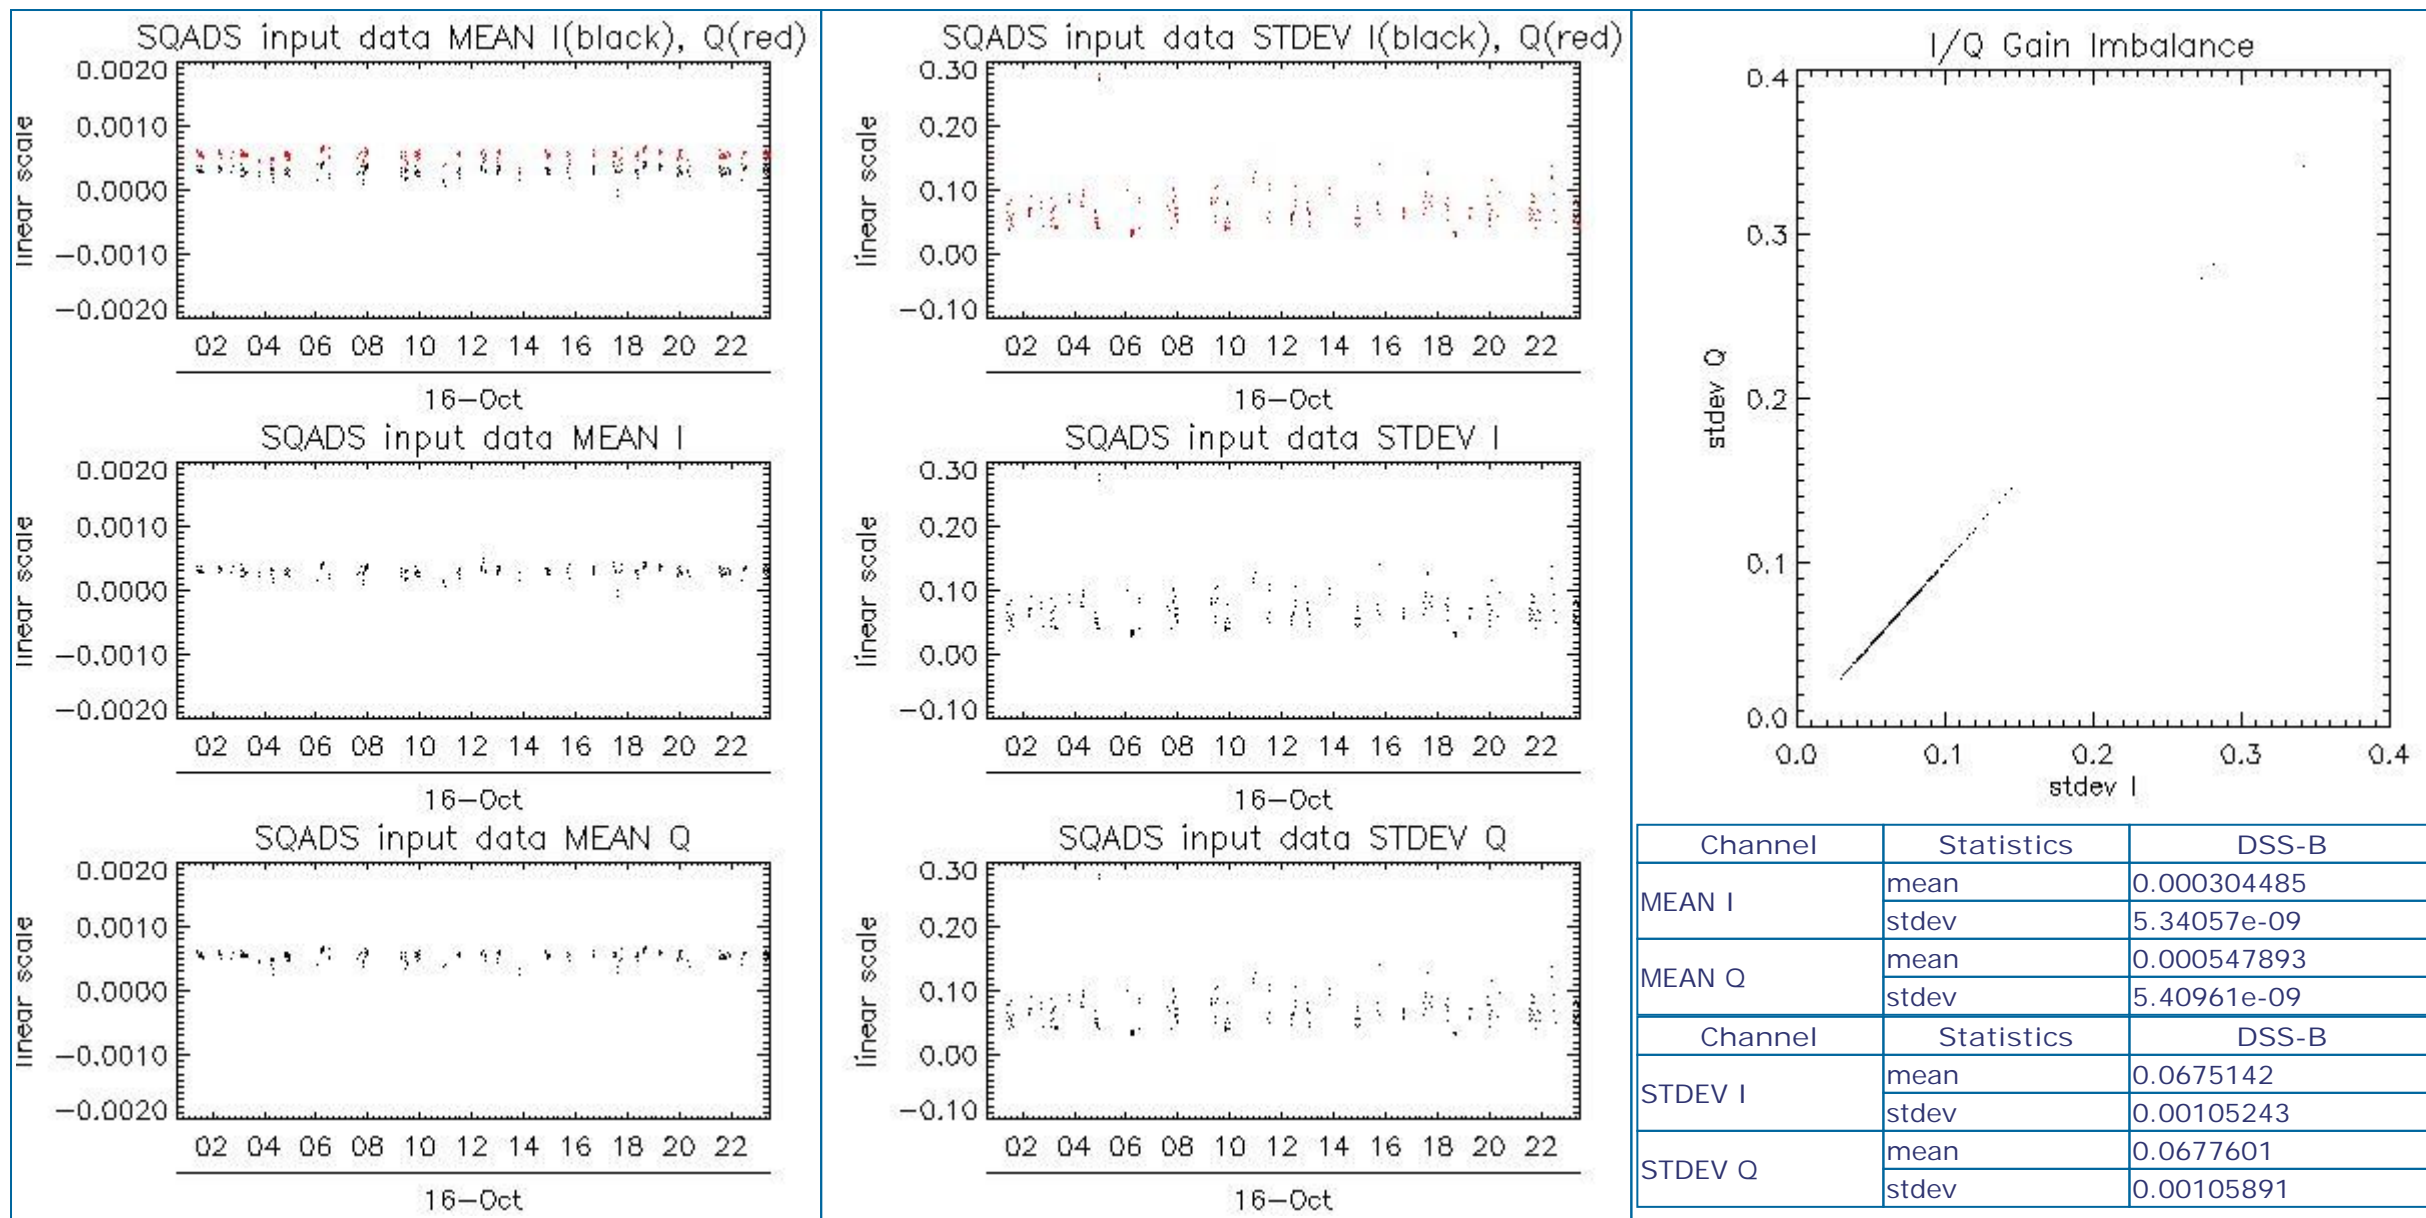 SQADS input data MEAN I(black), Q(red)
0.0020
0.0010
0.0000
−0.0010
−0.0020
linear scale
02 04 06 08 10 12 14 16 18 20 22
16−Oct
SQADS input data MEAN I
0.0020
0.0010
0.0000
−0.0010
−0.0020
linear scale
02 04 06 08 10 12 14 16 18 20 22
16−Oct
SQADS input data MEAN Q
0.0020
0.0010
0.0000
−0.0010
−0.0020
linear scale
02 04 06 08 10 12 14 16 18 20 22
16−Oct
SQADS input data STDEV I(black), Q(red)
0.30
0.20
0.10
0.00
−0.10
linear scale
02 04 06 08 10 12 14 16 18 20 22
16−Oct
SQADS input data STDEV I
0.30
0.20
0.10
0.00
−0.10
linear scale
02 04 06 08 10 12 14 16 18 20 22
16−Oct
SQADS input data STDEV Q
0.30
0.20
0.10
0.00
−0.10
linear scale
02 04 06 08 10 12 14 16 18 20 22
16−Oct
I/Q Gain Imbalance
0.4
0.3
0.2
0.1
0.0
stdev Q
0.0 0.1 0.2 0.3 0.4
stdev I
Channel Statistics DSS-B
MEAN I mean 0.000304485
stdev 5.34057e-09
MEAN Q mean 0.000547893
stdev 5.40961e-09
Channel Statistics DSS-B
STDEV I mean 0.0675142
stdev 0.00105243
STDEV Q mean 0.0677601
stdev 0.00105891